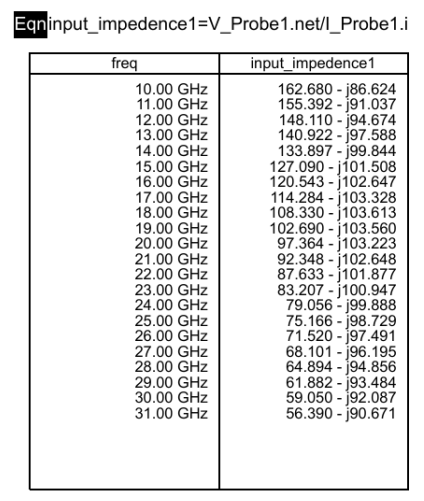 Eqn input_impedence1=V_Probe1.net/I_Probe1.i
freq input_impedence1
10.00 GHz 162.680 - j86.624
11.00 GHz 155.392 - j91.037
12.00 GHz 148.110 - j94.674
13.00 GHz 140.922 - j97.588
14.00 GHz 133.897 - j99.844
15.00 GHz 127.090 - j101.508
16.00 GHz 120.543 - j102.647
17.00 GHz 114.284 - j103.328
18.00 GHz 108.330 - j103.613
19.00 GHz 102.690 - j103.560
20.00 GHz 97.364 - j103.223
21.00 GHz 92.348 - j102.648
22.00 GHz 87.633 - j101.877
23.00 GHz 83.207 - j100.947
24.00 GHz 79.056 - j99.888
25.00 GHz 75.166 - j98.729
26.00 GHz 71.520 - j97.491
27.00 GHz 68.101 - j96.195
28.00 GHz 64.894 - j94.856
29.00 GHz 61.882 - j93.484
30.00 GHz 59.050 - j92.087
31.00 GHz 56.390 - j90.671